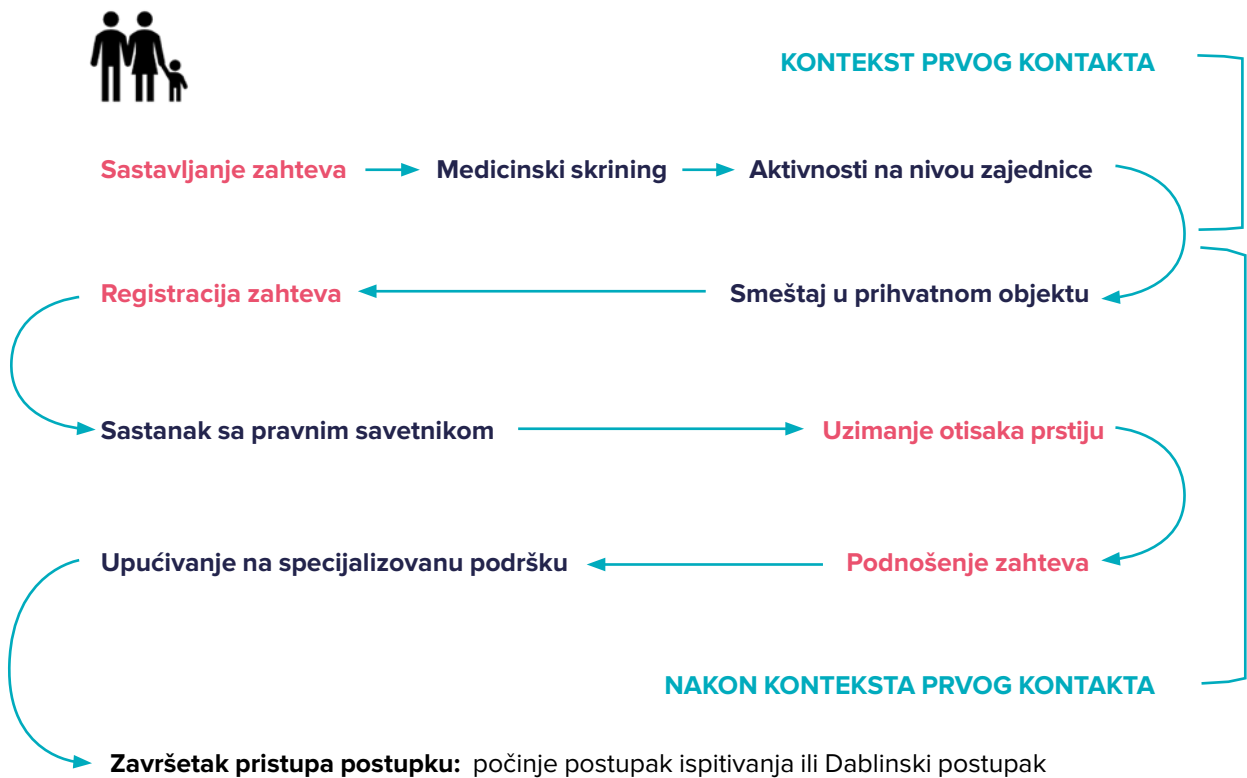 KONTEKST PRVOG KONTAKTA
Sastavljanje zahteva
Medicinski skrining
Aktivnosti na nivou zajednice
Registracija zahteva
Smeštaj u prihvatnom objektu
Sastanak sa pravnim savetnikom
Uzimanje otisaka prstiju
Upućivanje na specijalizovanu podršku
Podnošenje zahteva
NAKON KONTEKSTA PRVOG KONTAKTA
Završetak pristupa postupku: počinje postupak ispitivanja ili Dablinski postupak